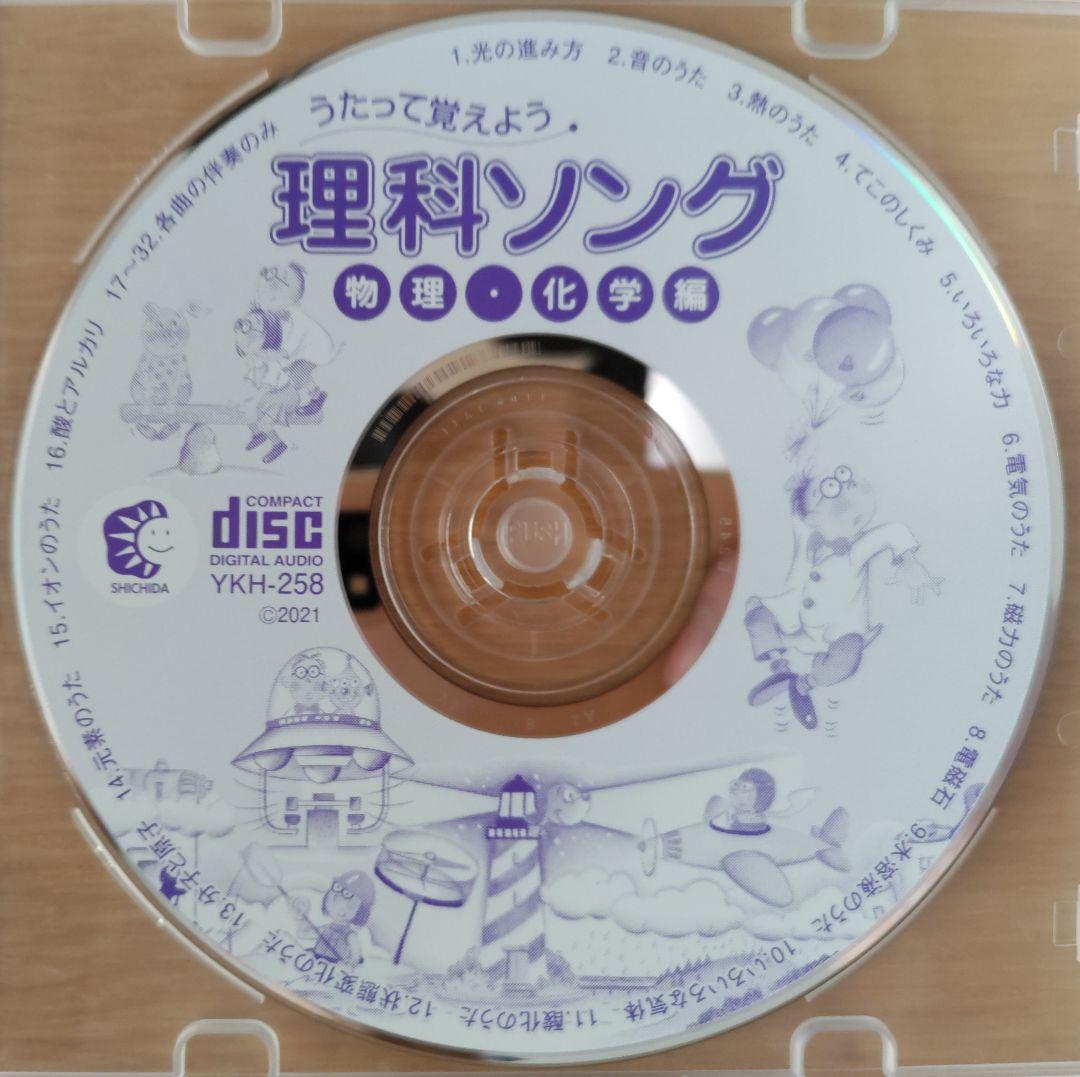 うたって覚えよう
理科ソング
物理・化学編
1.光の進み方
2.音のうた
3.熱のうた
4.てこのしくみ
5.いろいろな力
6.電気のうた
7.磁力のうた
8.電磁石
9.水溶液のうた
10.いろいろな気体
11.酸化のうた
12.状態変化のうた
13.分子と原子
14.元素のうた
15.イオンのうた
16.酸とアルカリ
17～32.各曲の伴奏のみ
SHICHIDA
COMPACT
disc
DIGITAL AUDIO
YKH-258
©2021
PUSH